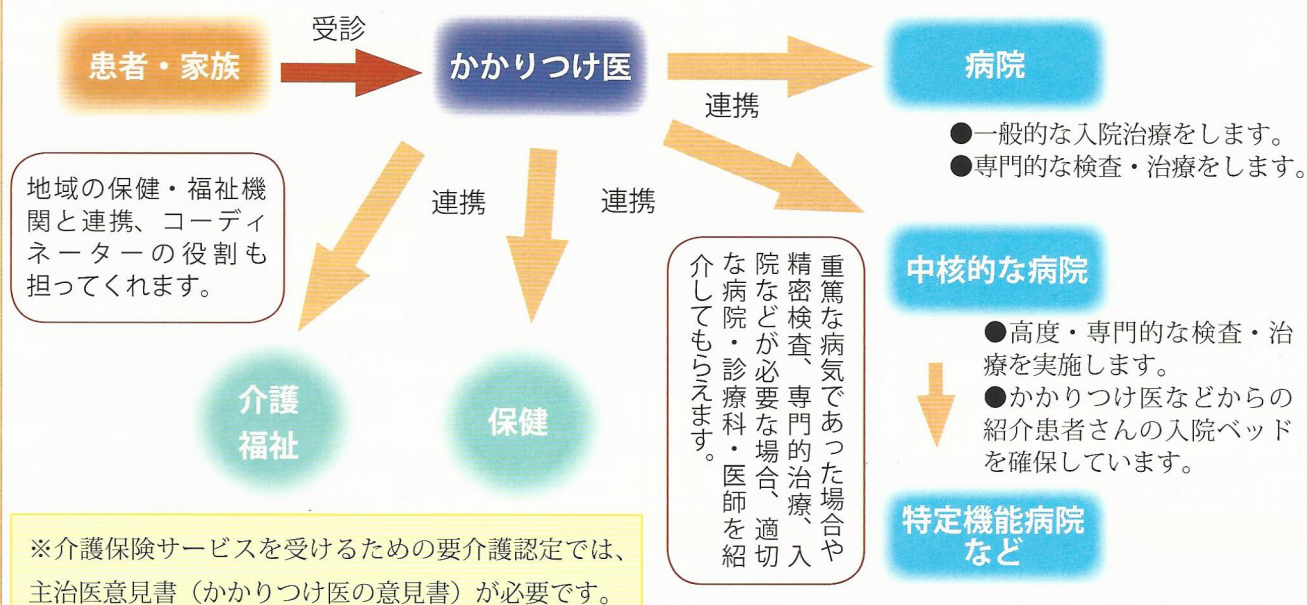 受診
患者・家族
かかりつけ医
病院
連携
●一般的な入院治療をします。
●専門的な検査・治療をします。
地域の保健・福祉機
関と連携、コーディ
ネーターの役割も
担ってくれます。
連携
連携
重篤な病気であった場合や
精密検査、専門的治療、入
院などが必要な場合、適切
な病院・診療科・医師を紹
介してもらえます。
中核的な病院
●高度・専門的な検査・治
療を実施します。
●かかりつけ医などからの
紹介患者さんの入院ベッド
を確保しています。
介護
福祉
保健
特定機能病院
など
※介護保険サービスを受けるための要介護認定では、
主治医意見書（かかりつけ医の意見書）が必要です。